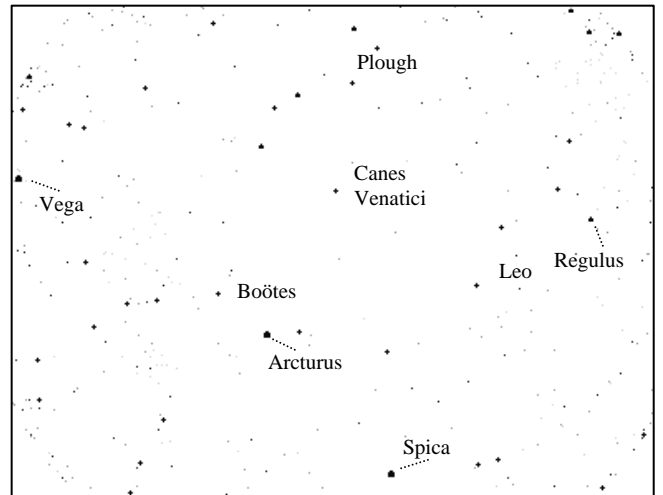 Plough
Canes
Venatici
Vega
Regulus
Leo
Boötes
Arcturus
Spica